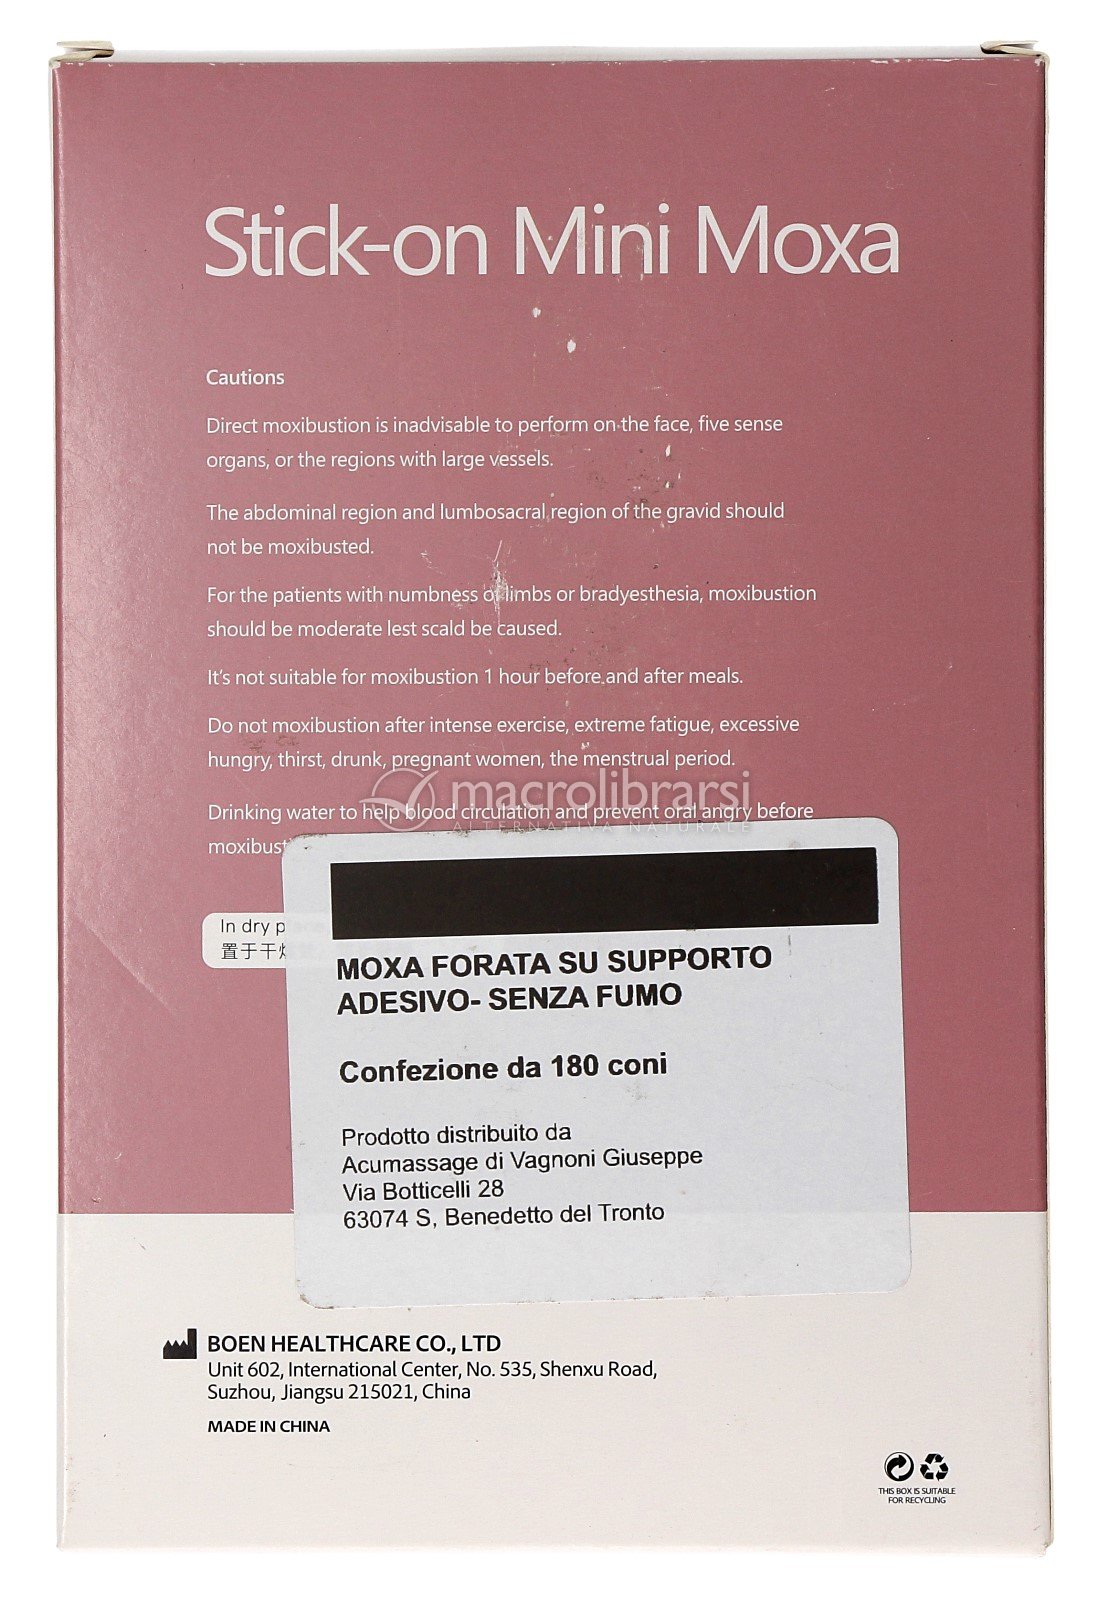 Stick-on Mini Moxa
Cautions
Direct moxibustion is inadvisable to perform on the face, five sense
organs, or the regions with large vessels.
The abdominal region and lumbosacral region of the gravid should
not be moxibusted.
For the patients with numbness of limbs or bradyesthesia, moxibustion
should be moderate lest scald be caused.
It's not suitable for moxibustion 1 hour before and after meals.
Do not moxibustion after intense exercise, extreme fatigue, excessive
hungry, thirst, drunk, pregnant women, the menstrual period.
macrolibrarsi
Drinking water to help blood circulation and prevent oral angry before
ALTERNATIVA NATURALE
In dry
置于干
MOXA FORATA SU SUPPORTO
ADESIVO- SENZA FUMO
Confezione da 180 coni
Prodotto distribuito da
Acumassage di Vagnoni Giuseppe
Via Botticelli 28
63074 S, Benedetto del Tronto
BOEN HEALTHCARE CO., LTD
Unit 602, International Center, No. 535, Shenxu Road,
Suzhou, Jiangsu 215021, China
MADE IN CHINA
THIS BOX IS SUITABLE
FOR RECYCLING